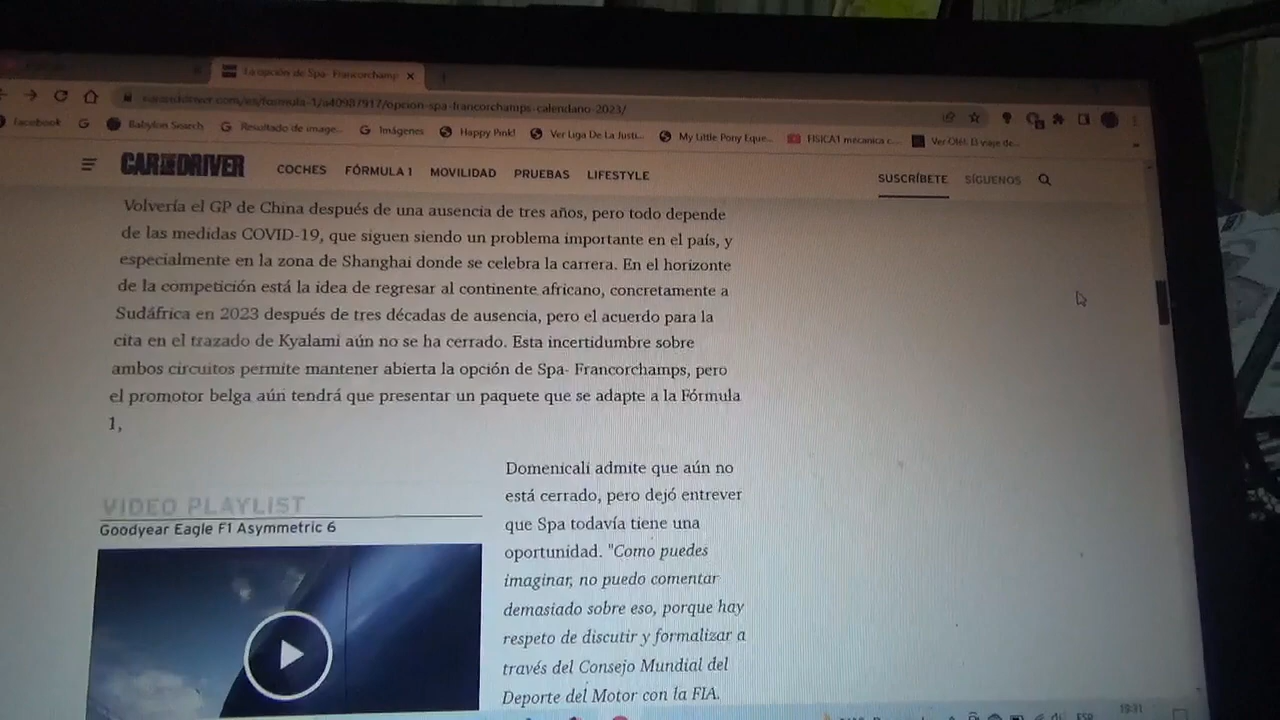 La opción de Spa- Francorchamp
caranddriver.com/es/formula-1/a40987917/opcion-spa-francorchamps-calendario-2023/
facebook
Babylon Search
Resultado de image...
Imágenes
Happy Pink!
Ver Liga De La Justi...
My Little Pony Eque...
FISICA1 mecanica c...
Ver Olé!. El viaje de...
CAR AND DRIVER
COCHES FÓRMULA 1 MOVILIDAD PRUEBAS LIFESTYLE
SUSCRÍBETE SÍGUENOS
Volvería el GP de China después de una ausencia de tres años, pero todo depende
de las medidas COVID-19, que siguen siendo un problema importante en el país, y
especialmente en la zona de Shanghai donde se celebra la carrera. En el horizonte
de la competición está la idea de regresar al continente africano, concretamente a
Sudáfrica en 2023 después de tres décadas de ausencia, pero el acuerdo para la
cita en el trazado de Kyalami aún no se ha cerrado. Esta incertidumbre sobre
ambos circuitos permite mantener abierta la opción de Spa- Francorchamps, pero
el promotor belga aún tendrá que presentar un paquete que se adapte a la Fórmula
1,
VIDEO PLAYLIST
Goodyear Eagle F1 Asymmetric 6
Domenicali admite que aún no
está cerrado, pero dejó entrever
que Spa todavía tiene una
oportunidad. "Como puedes
imaginar, no puedo comentar
demasiado sobre eso, porque hay
respeto de discutir y formalizar a
través del Consejo Mundial del
Deporte del Motor con la FIA.
ESP
19:31